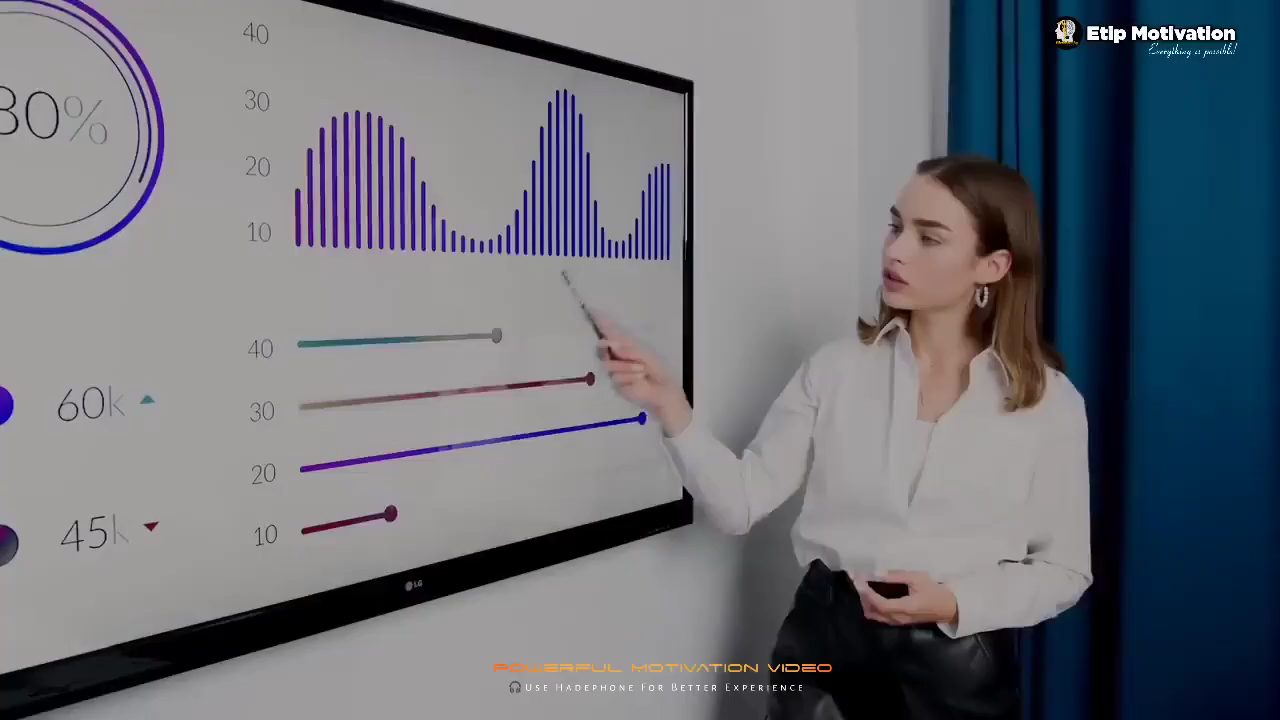 Etip Motivation
Everything is possible!
40
30
20
10
80%
40
30
20
10
60k
45k
LG
POWERFUL MOTIVATION VIDEO
Use Hadephone For Better Experience